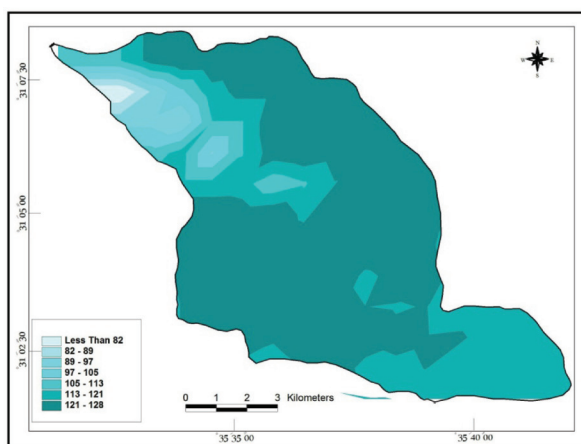 N
W E
S
31 07 30
31 05 00
31 02 30
Less Than 82
82 - 89
89 - 97
97 - 105
105 - 113
113 - 121
121 - 128
0 1 2 3 Kilometers
35 35 00
35 40 00